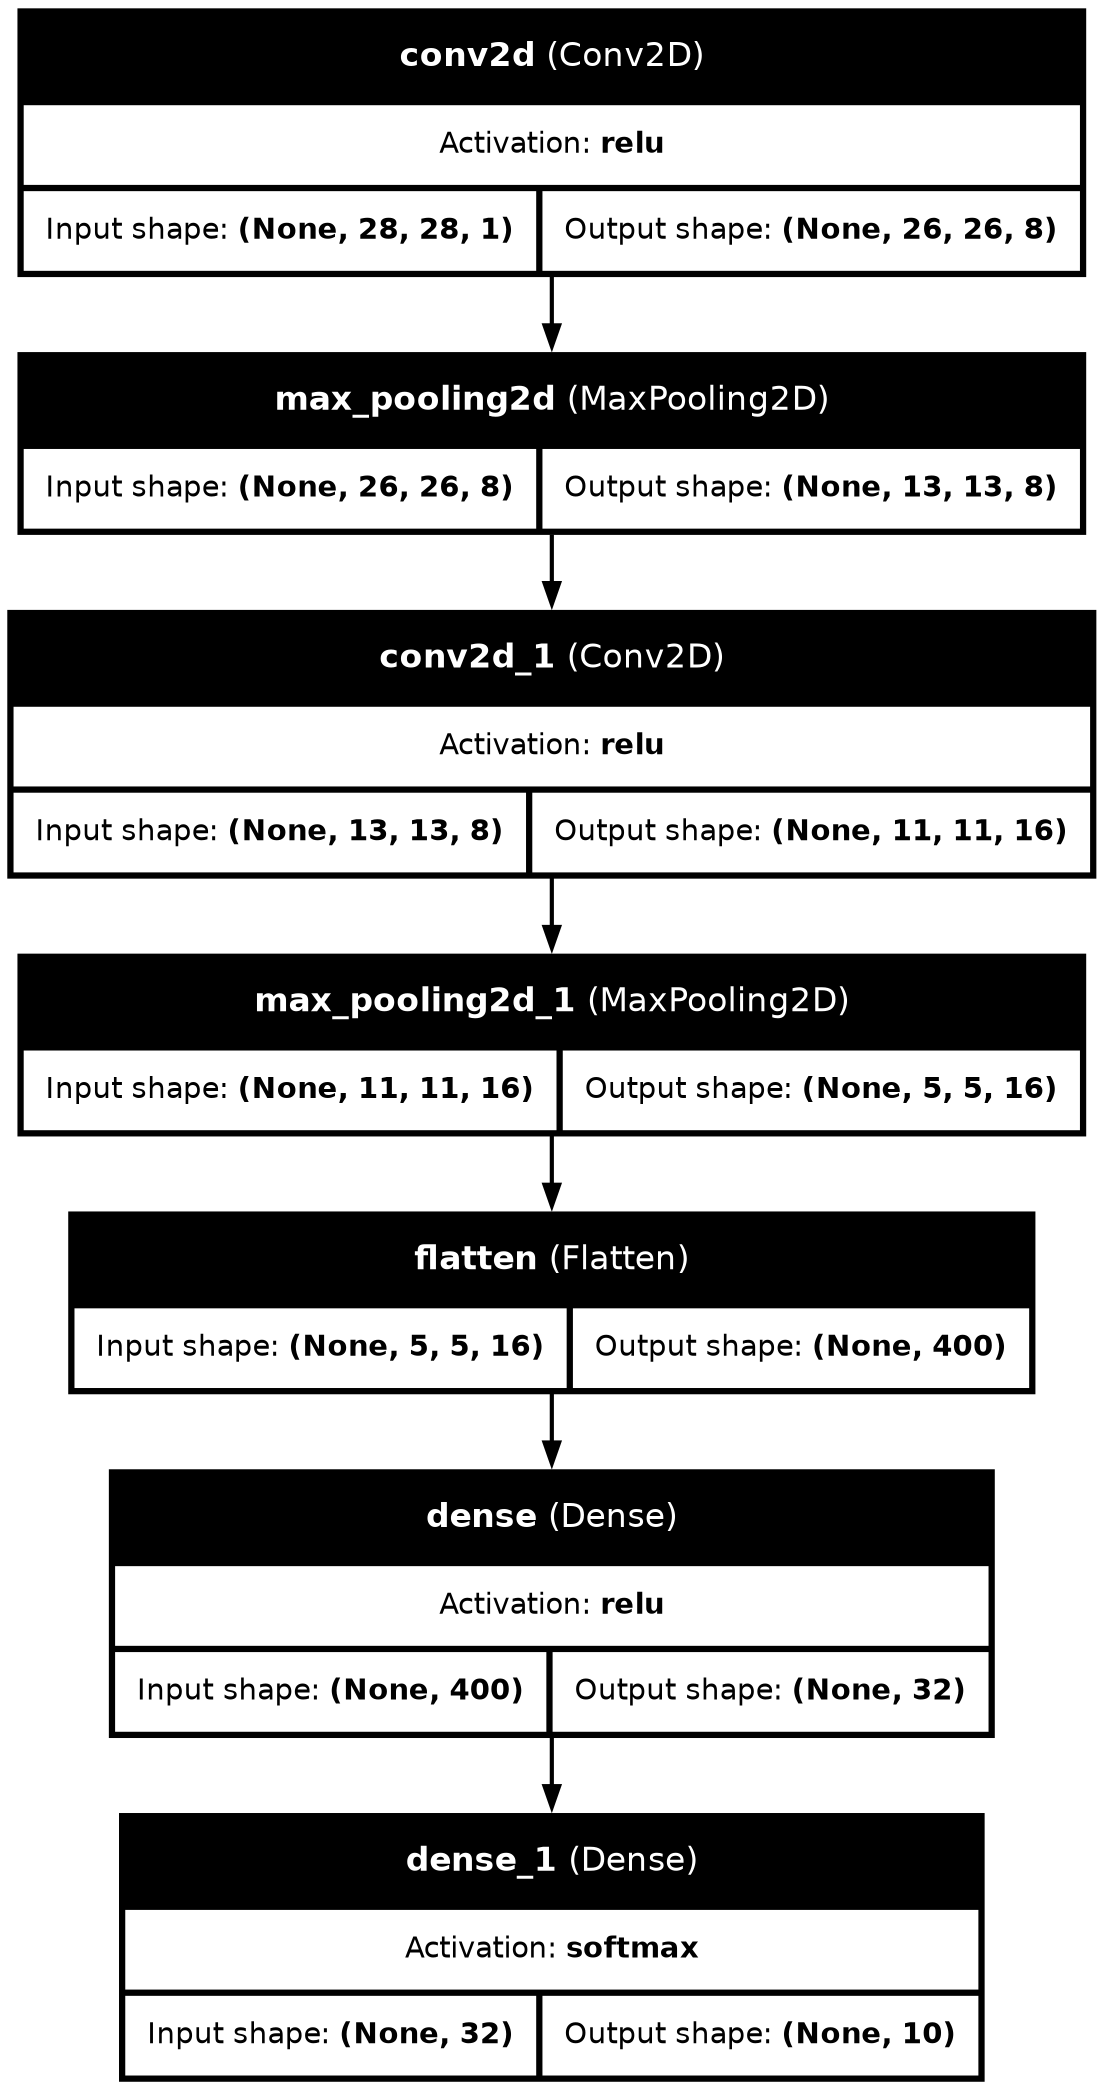 conv2d (Conv2D)
Activation: relu
Input shape: (None, 28, 28, 1) Output shape: (None, 26, 26, 8)
max_pooling2d (MaxPooling2D)
Input shape: (None, 26, 26, 8) Output shape: (None, 13, 13, 8)
conv2d_1 (Conv2D)
Activation: relu
Input shape: (None, 13, 13, 8) Output shape: (None, 11, 11, 16)
max_pooling2d_1 (MaxPooling2D)
Input shape: (None, 11, 11, 16) Output shape: (None, 5, 5, 16)
flatten (Flatten)
Input shape: (None, 5, 5, 16) Output shape: (None, 400)
dense (Dense)
Activation: relu
Input shape: (None, 400) Output shape: (None, 32)
dense_1 (Dense)
Activation: softmax
Input shape: (None, 32) Output shape: (None, 10)